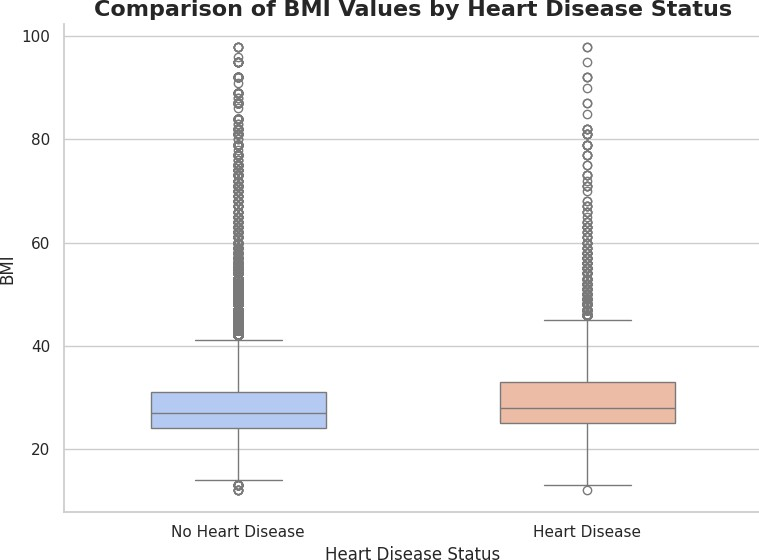 Comparison of BMI Values by Heart Disease Status
100
80
60
40
20
BMI
No Heart Disease
Heart Disease
Heart Disease Status